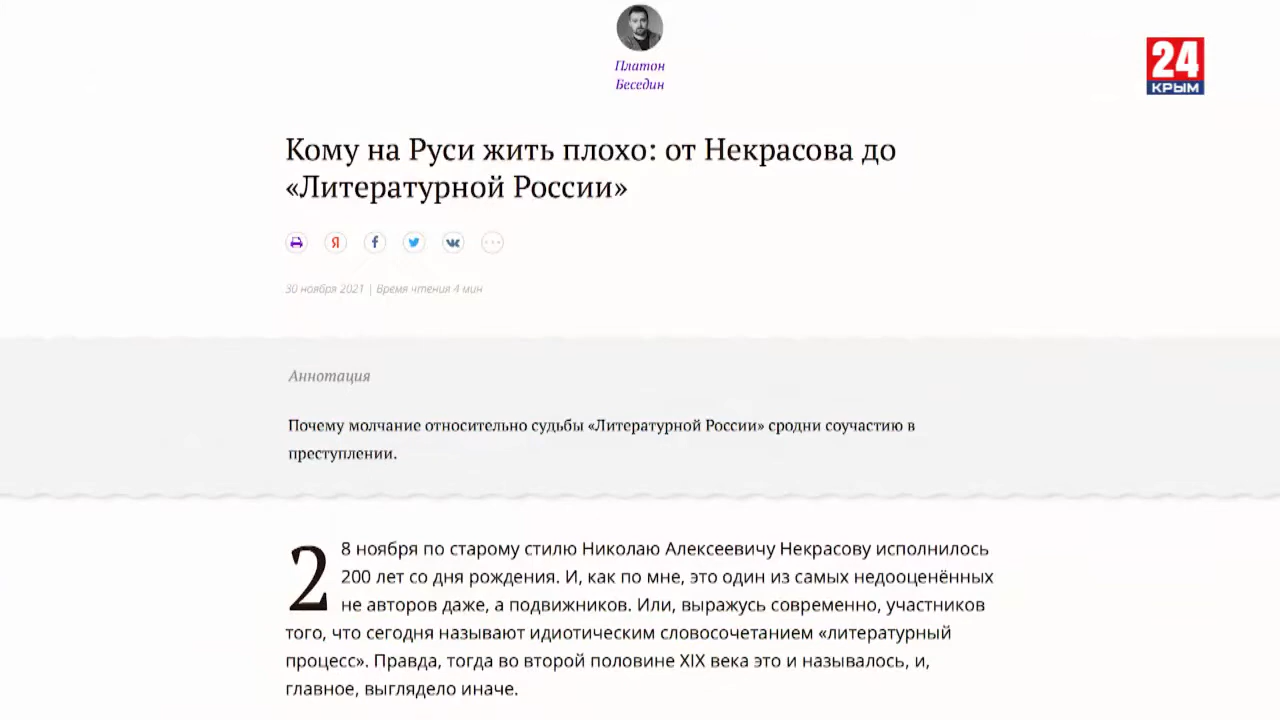 Платон
Беседин
24
КРЫМ
Кому на Руси жить плохо: от Некрасова до
«Литературной России»
30 ноября 2021 | Время чтения 4 мин
Аннотация
Почему молчание относительно судьбы «Литературной России» сродни соучастию в
преступлении.
28 ноября по старому стилю Николаю Алексеевичу Некрасову исполнилось
200 лет со дня рождения. И, как по мне, это один из самых недооценённых
не авторов даже, а подвижников. Или, выражусь современно, участников
того, что сегодня называют идиотическим словосочетанием «литературный
процесс». Правда, тогда во второй половине XIX века это и называлось, и,
главное, выглядело иначе.